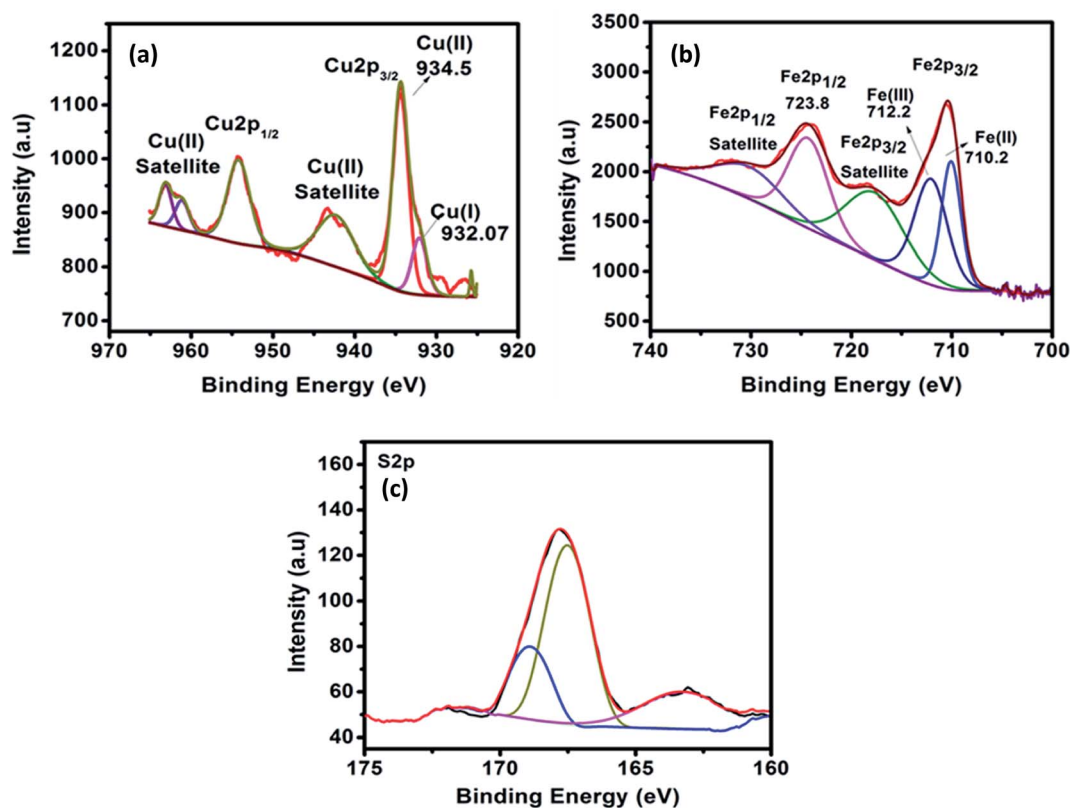 (a)
Cu(II)
934.5
Cu2p3/2
Cu2p1/2
Cu(II)
Satellite
Cu(II)
Satellite
Cu(I)
932.07
1200
1100
1000
900
800
700
Intensity (a.u)
970 960 950 940 930 920
Binding Energy (eV)
(b)
Fe2p3/2
Fe2p1/2
723.8
Fe(III)
712.2
Fe2p1/2
Satellite
Fe2p3/2
Satellite
Fe(II)
710.2
3500
3000
2500
2000
1500
1000
500
Intensity (a.u)
740 730 720 710 700
Binding Energy (eV)
S2p
(c)
160
140
120
100
80
60
40
Intensity (a.u)
175 170 165 160
Binding Energy (eV)